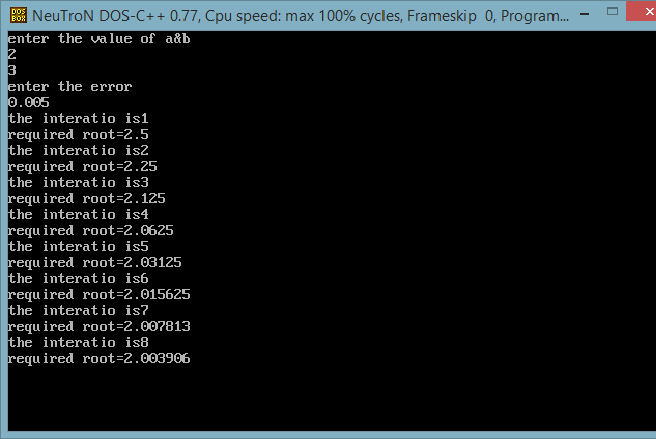 DOS BOX
NeuTroN DOS-C++ 0.77, Cpu speed: max 100% cycles, Frameskip 0, Program...
enter the value of a&b
2
3
enter the error
0.005
the interatio is1
required root=2.5
the interatio is2
required root=2.25
the interatio is3
required root=2.125
the interatio is4
required root=2.0625
the interatio is5
required root=2.03125
the interatio is6
required root=2.015625
the interatio is7
required root=2.007813
the interatio is8
required root=2.003906